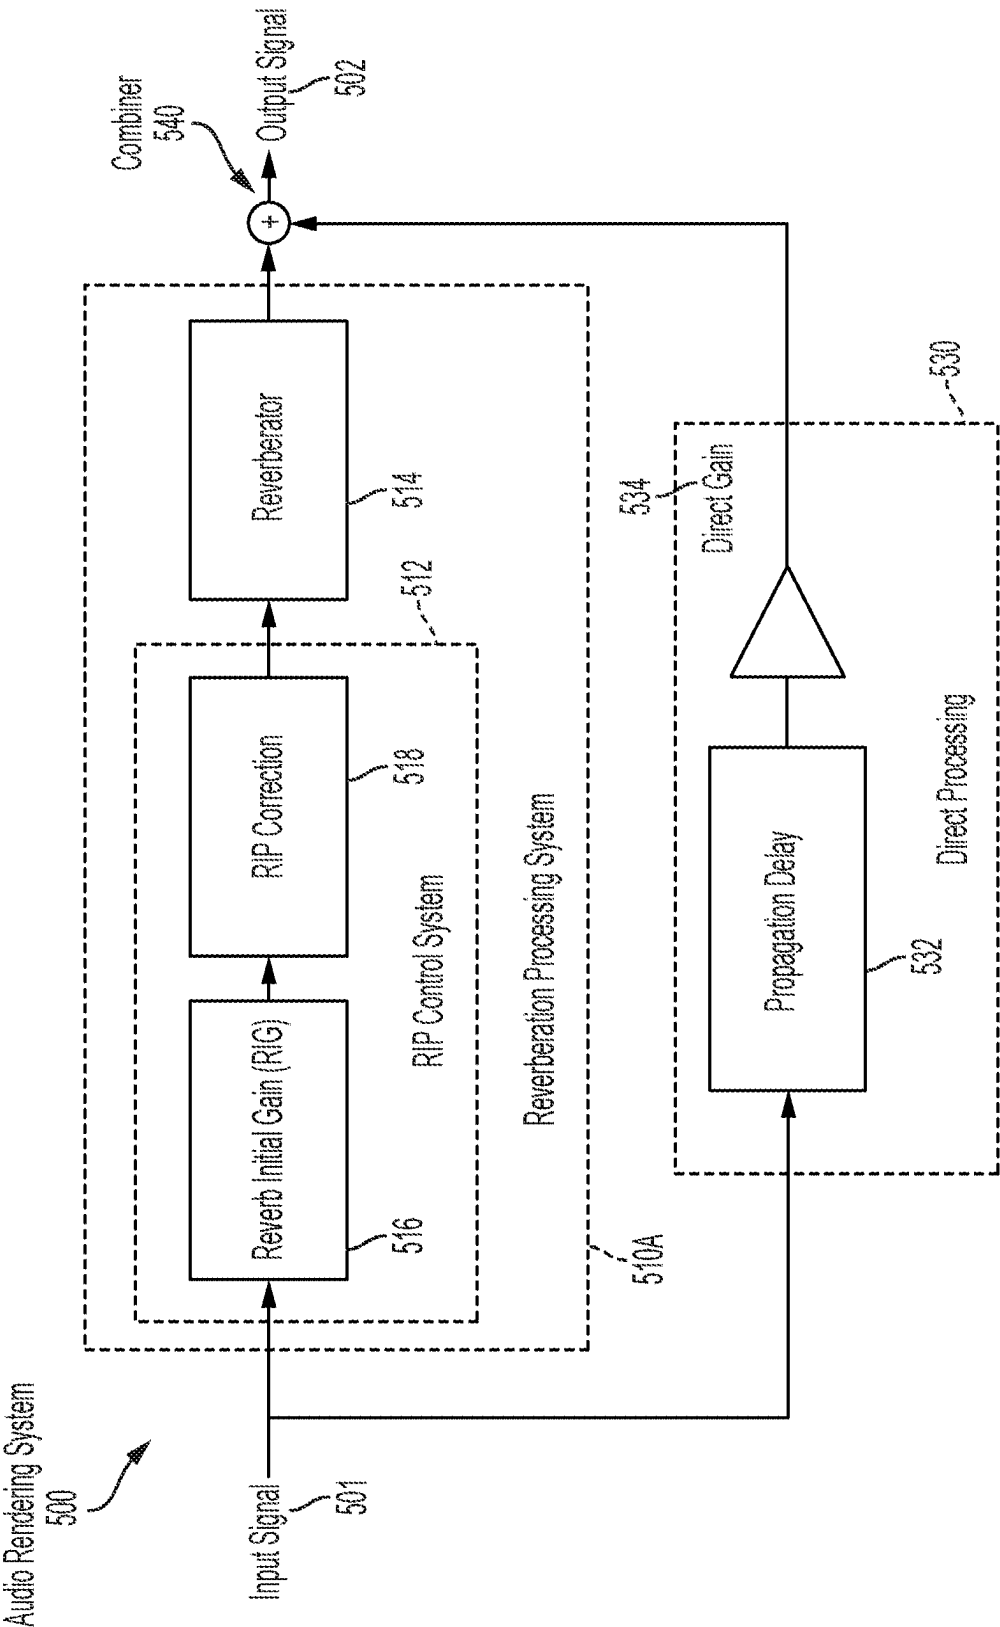 Audio Rendering System
500
Input Signal
501
Reverb Initial Gain (RIG)
516
RIP Correction
518
RIP Control System
512
Reverberator
514
Reverberation Processing System
510A
Combiner
540
+
Output Signal
502
Propagation Delay
532
Direct Gain
534
Direct Processing
530